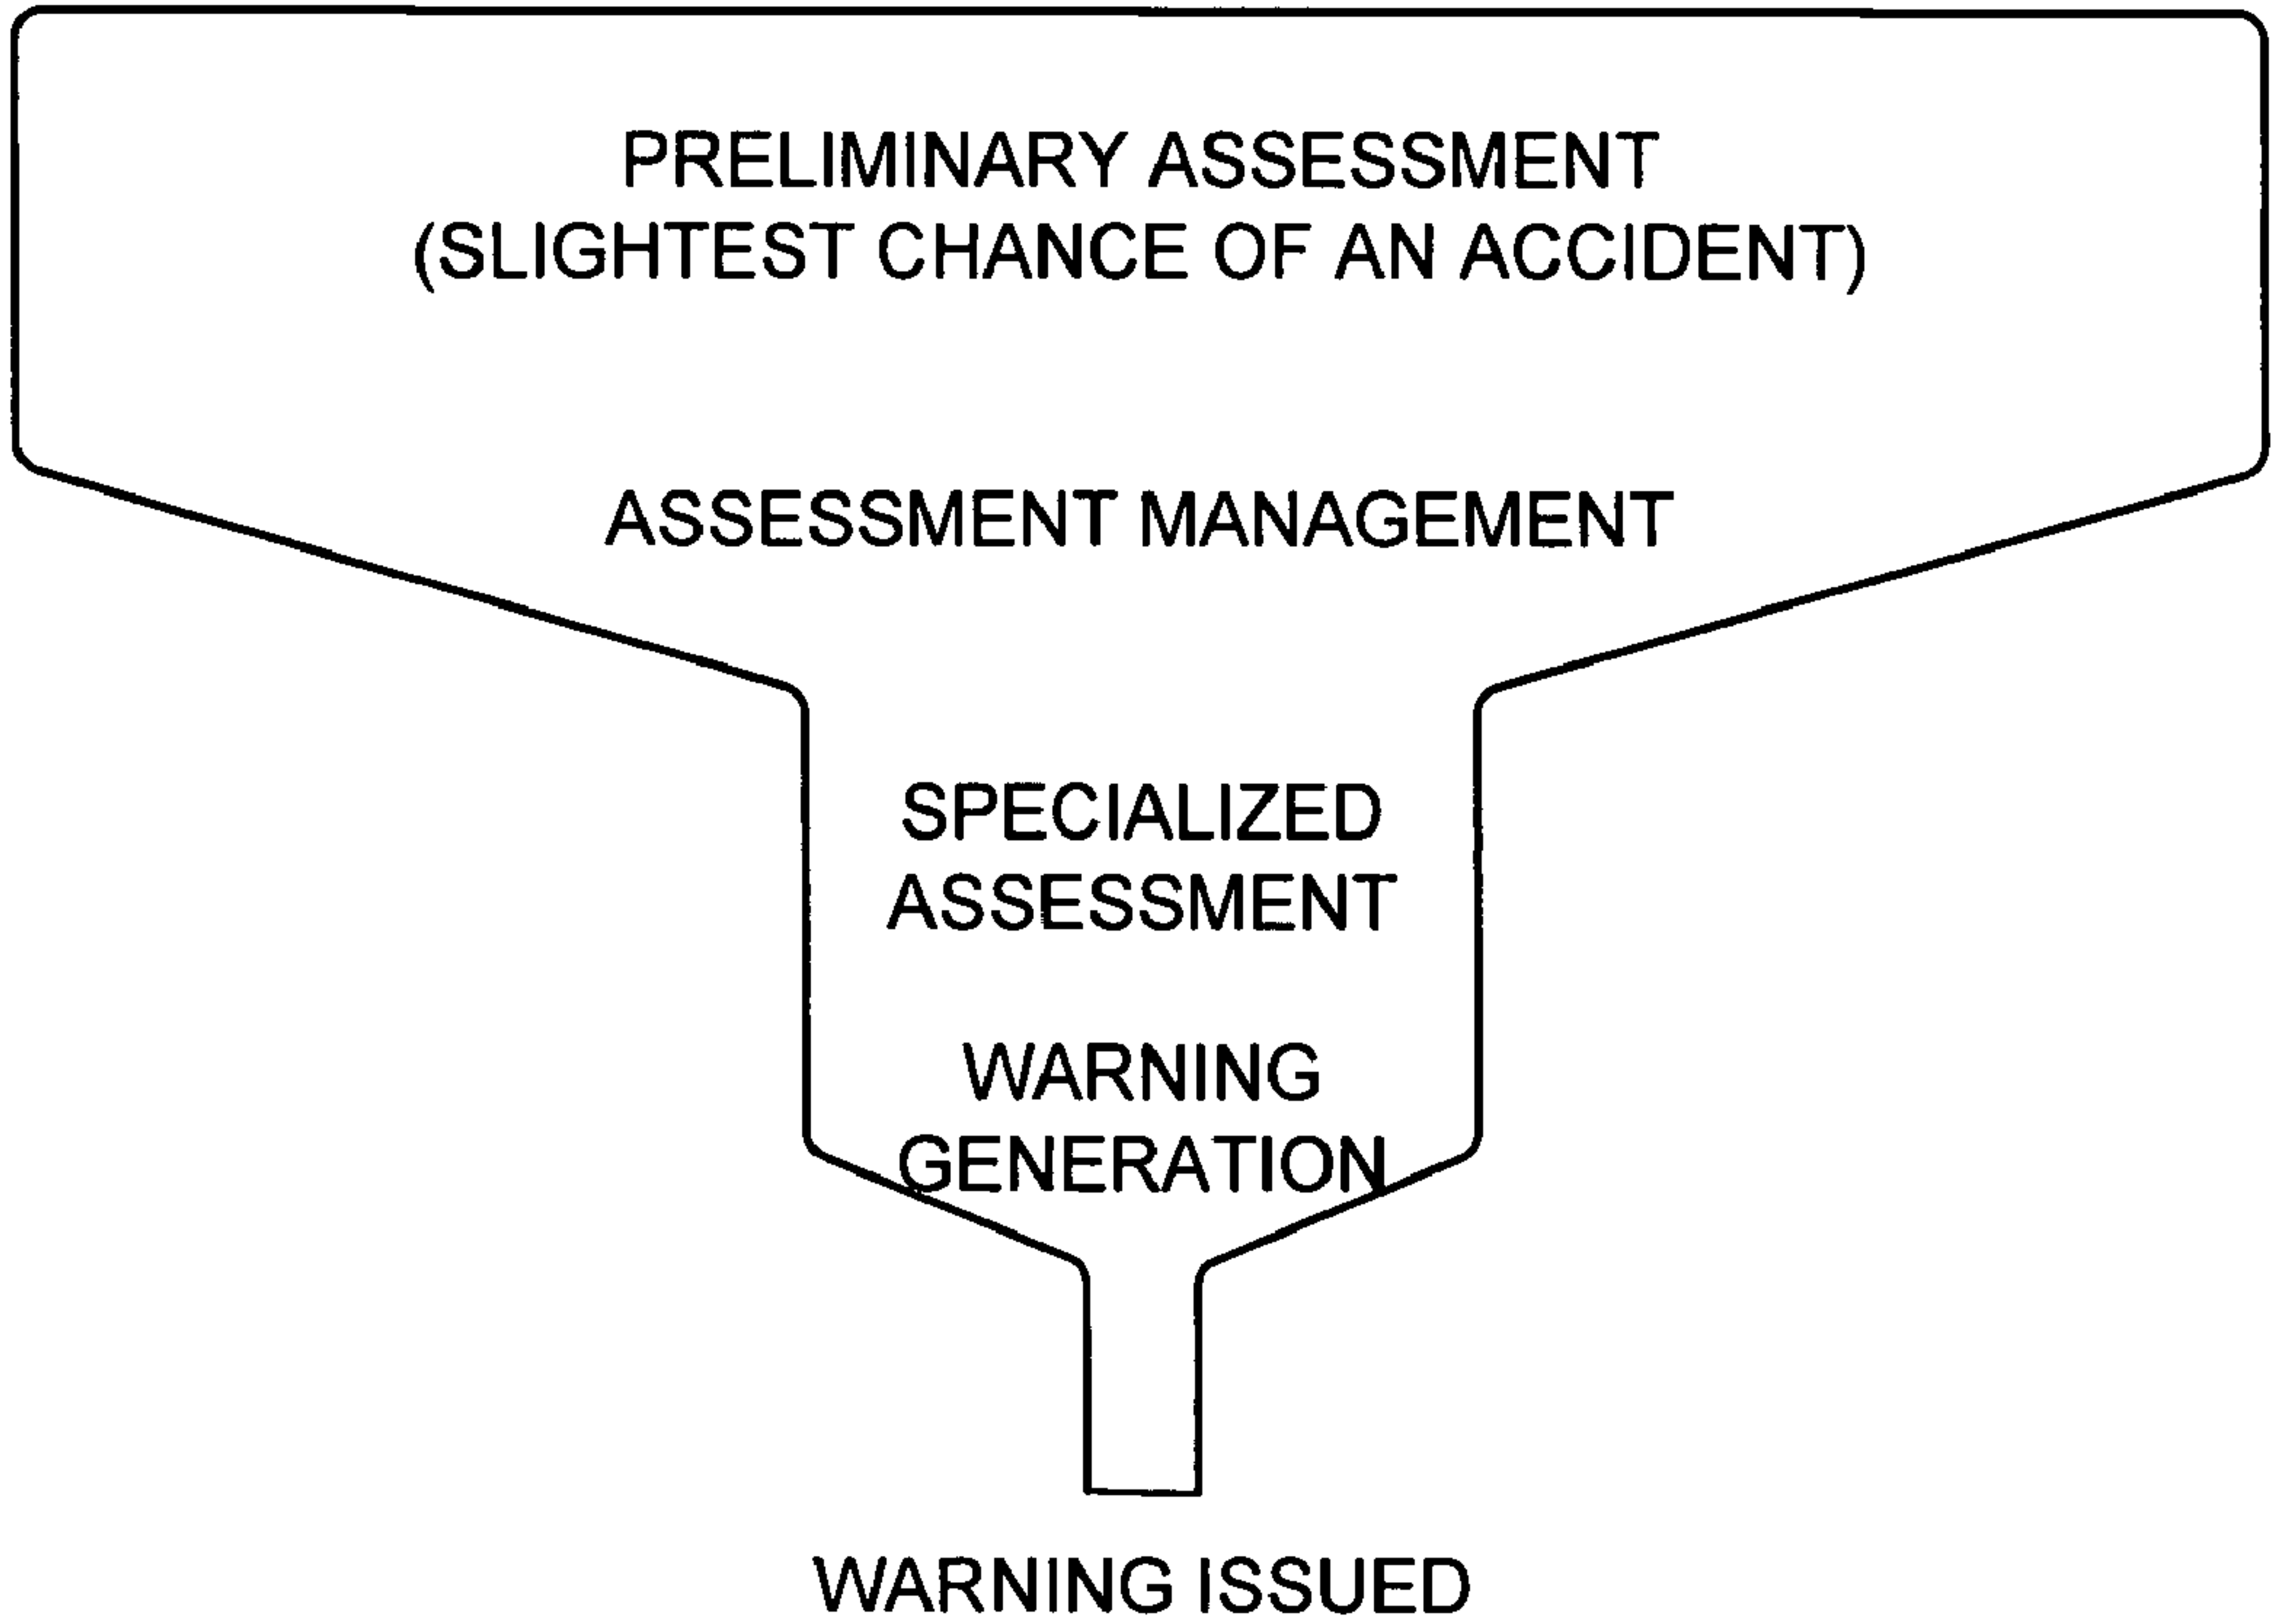 PRELIMINARY ASSESSMENT
(SLIGHTEST CHANCE OF AN ACCIDENT)
ASSESSMENT MANAGEMENT
SPECIALIZED
ASSESSMENT
WARNING
GENERATION
WARNING ISSUED